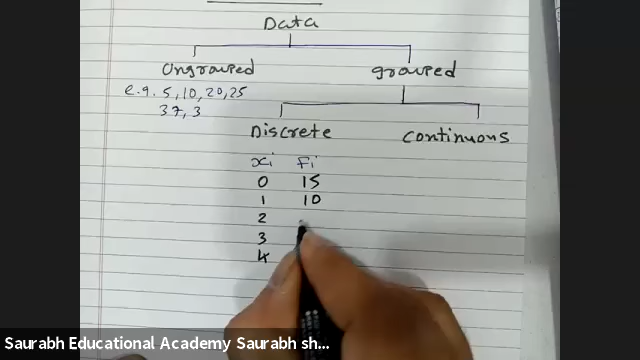 Data
Ungrouped
grouped
e.g. 5, 10, 20, 25
37, 3
Discrete
continuous
xi fi
0 15
1 10
2
3
4
Saurabh Educational Academy Saurabh sh...